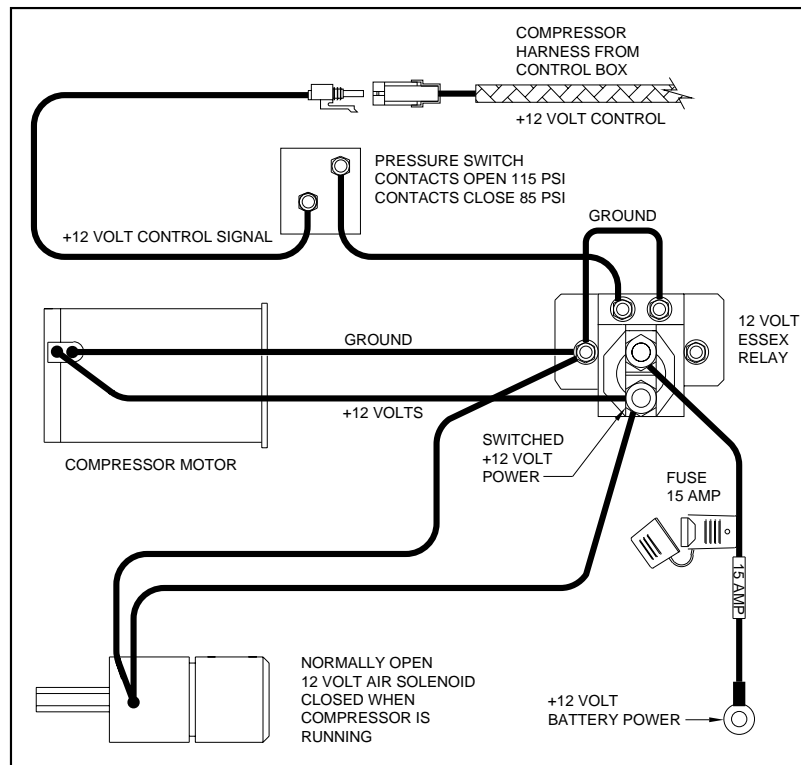 COMPRESSOR
HARNESS FROM
CONTROL BOX
+12 VOLT CONTROL
PRESSURE SWITCH
CONTACTS OPEN 115 PSI
CONTACTS CLOSE 85 PSI
+12 VOLT CONTROL SIGNAL
GROUND
12 VOLT
ESSEX
RELAY
GROUND
+12 VOLTS
COMPRESSOR MOTOR
SWITCHED
+12 VOLT
POWER
FUSE
15 AMP
15 AMP
NORMALLY OPEN
12 VOLT AIR SOLENOID
CLOSED WHEN
COMPRESSOR IS
RUNNING
+12 VOLT
BATTERY POWER